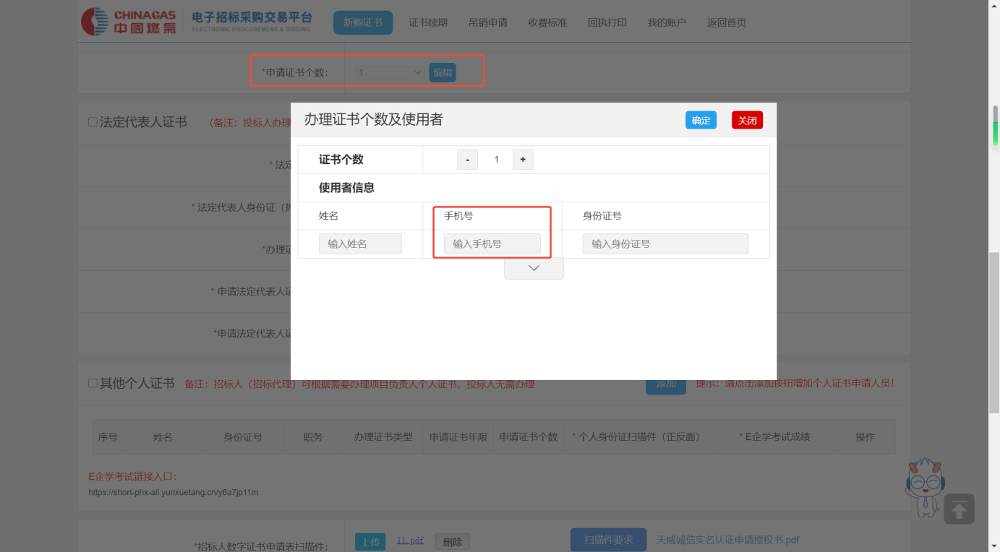 CHINAGAS
中國燃氣
电子招标采购交易平台
ELECTRONIC PROCUREMENT & BIDDING
新购证书 证书续期 吊销申请 收费标准 回执打印 我的账户 返回首页
*申请证书个数： 1 编辑
法定代表人证书 （备注：投标人办理
办理证书个数及使用者 确定 关闭
证书个数 - 1 +
* 法定
使用者信息
* 法定代表人身份证（
姓名 手机号 身份证号
输入姓名 输入手机号 输入身份证号
*办理证
* 申请法定代表人证
*申请法定代表人证
其他个人证书 备注：招标人（招标代理）可根据需要办理项目负责人个人证书，投标人无需办理 添加 提示：请点击添加按钮增加个人证书申请人员！
序号 姓名 身份证号 职务 办理证书类型 申请证书年限 申请证书个数 * 个人身份证扫描件（正反面） * E企学考试成绩 操作
E企学考试链接入口：
https://short-phx-ali.yunxuetang.cn/y6a7jp11m
*招标人数字证书申请表扫描件： 上传 11.pdf 删除 扫描件要求 天威诚信实名认证申请授权书.pdf